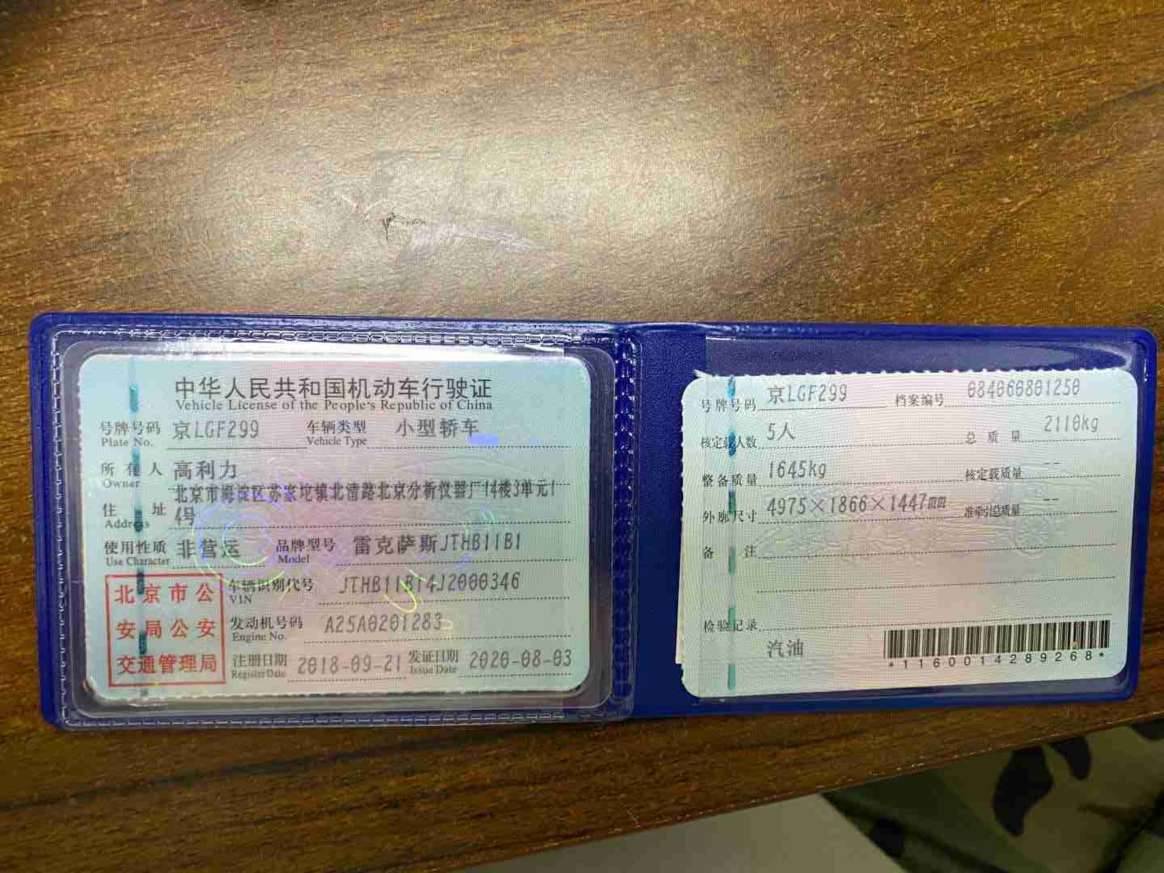 中华人民共和国机动车行驶证
Vehicle License of the People's Republic of China
号牌号码 京LGF299 车辆类型 小型轿车
Plate No. Vehicle Type
所有人 高利力
Owner
住址 北京市海淀区苏家坨镇北清路北京分析仪器厂14楼3单元1
4号
Address
使用性质 非营运 品牌型号 雷克萨斯JTHB11B1
Use Character Model
北京市公
安局公安
交通管理局
车辆识别代号 JTHB11B14J2000346
VIN
发动机号码 A25A0201283
Engine No.
注册日期 2018-09-21 发证日期 2020-08-03
Register Date Issue Date
号牌号码 京LGF299 档案编号 084060801250
核定载人数 5人 总质量 2110kg
整备质量 1645kg 核定载质量 --
外廓尺寸 4975×1866×1447mm 准牵引总质量 --
备注
检验记录
汽油
*1160014289268*